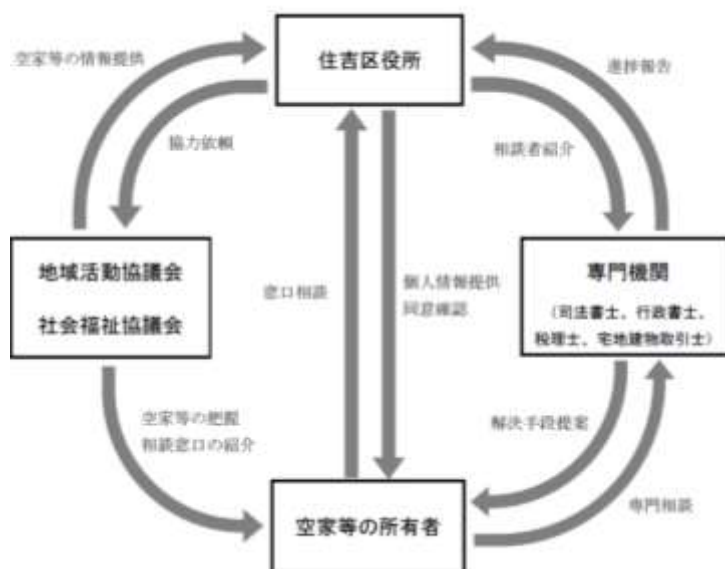 空家等の情報提供
住吉区役所
進捗報告
協力依頼
相談者紹介
地域活動協議会
社会福祉協議会
窓口相談
個人情報提供
同意確認
専門機関
（司法書士、行政書士、
税理士、宅地建物取引士）
空家等の把握
相談窓口の紹介
解決手段提案
専門相談
空家等の所有者